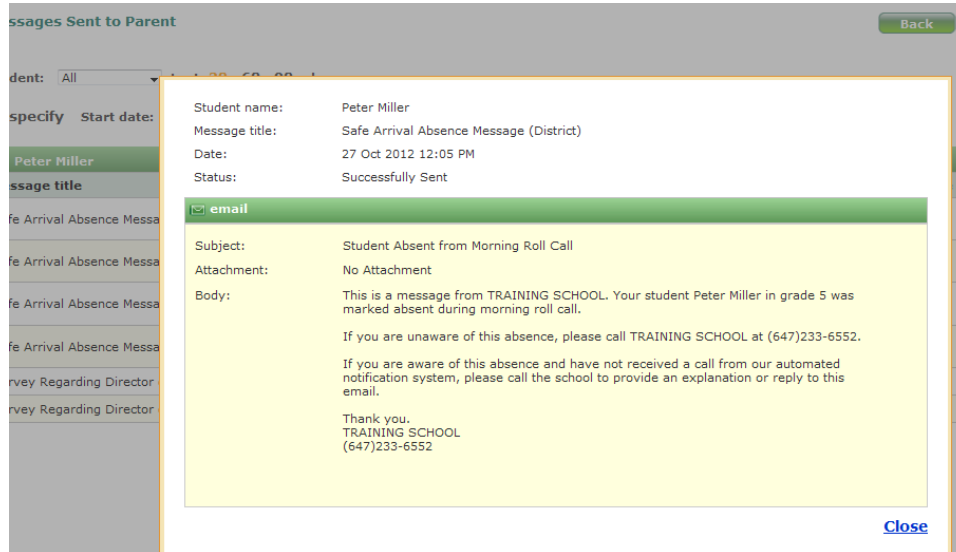 ssages Sent to Parent
Back
dent: All
specify Start date:
Peter Miller
ssage title
fe Arrival Absence Messa
fe Arrival Absence Messa
fe Arrival Absence Messa
fe Arrival Absence Messa
rvey Regarding Director
rvey Regarding Director
Student name: Peter Miller
Message title: Safe Arrival Absence Message (District)
Date: 27 Oct 2012 12:05 PM
Status: Successfully Sent
email
Subject: Student Absent from Morning Roll Call
Attachment: No Attachment
Body: This is a message from TRAINING SCHOOL. Your student Peter Miller in grade 5 was
marked absent during morning roll call.
If you are unaware of this absence, please call TRAINING SCHOOL at (647)233-6552.
If you are aware of this absence and have not received a call from our automated
notification system, please call the school to provide an explanation or reply to this
email.
Thank you.
TRAINING SCHOOL
(647)233-6552
Close